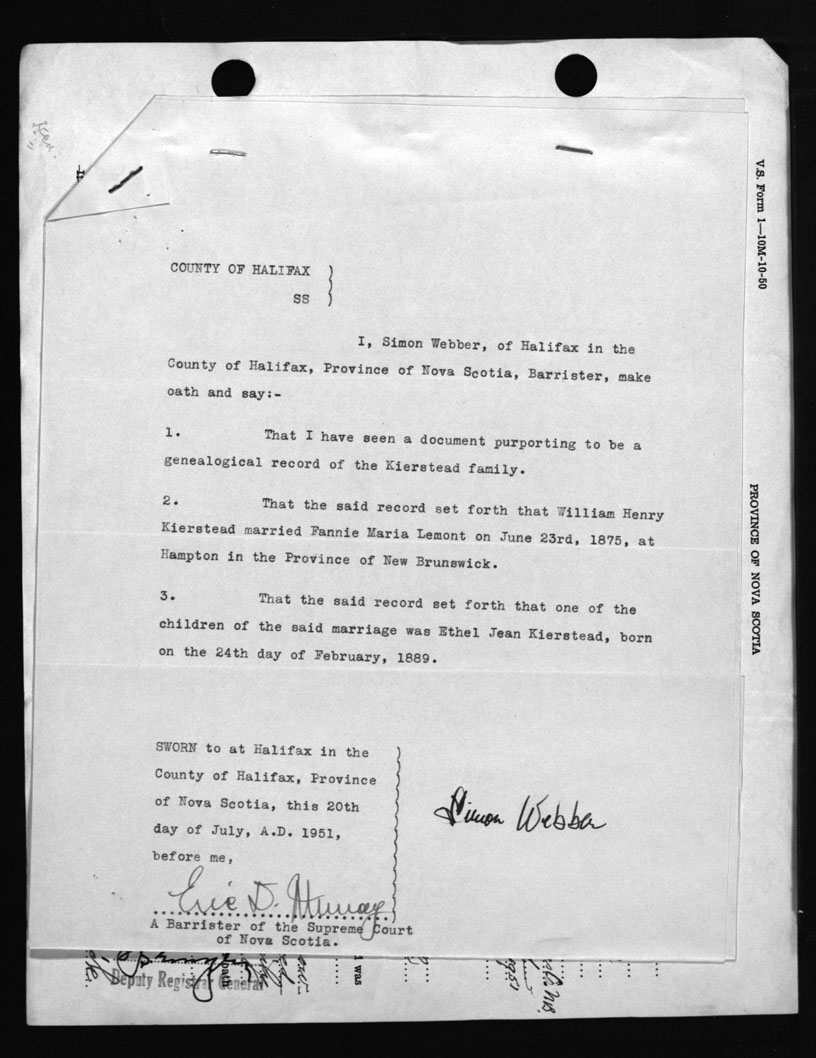 COUNTY OF HALIFAX )
SS )
I, Simon Webber, of Halifax in the
County of Halifax, Province of Nova Scotia, Barrister, make
oath and say:-
1. That I have seen a document purporting to be a
genealogical record of the Kierstead family.
2. That the said record set forth that William Henry
Kierstead married Fannie Maria Lemont on June 23rd, 1875, at
Hampton in the Province of New Brunswick.
3. That the said record set forth that one of the
children of the said marriage was Ethel Jean Kierstead, born
on the 24th day of February, 1889.
SWORN to at Halifax in the
County of Halifax, Province
of Nova Scotia, this 20th
day of July, A.D. 1951,
before me,
Simon Webber
Eric D. Murray
A Barrister of the Supreme Court
of Nova Scotia.
Deputy Registrar General
oath
I was
1951
V.S. Form 1—10M-10-50
PROVINCE OF NOVA SCOTIA